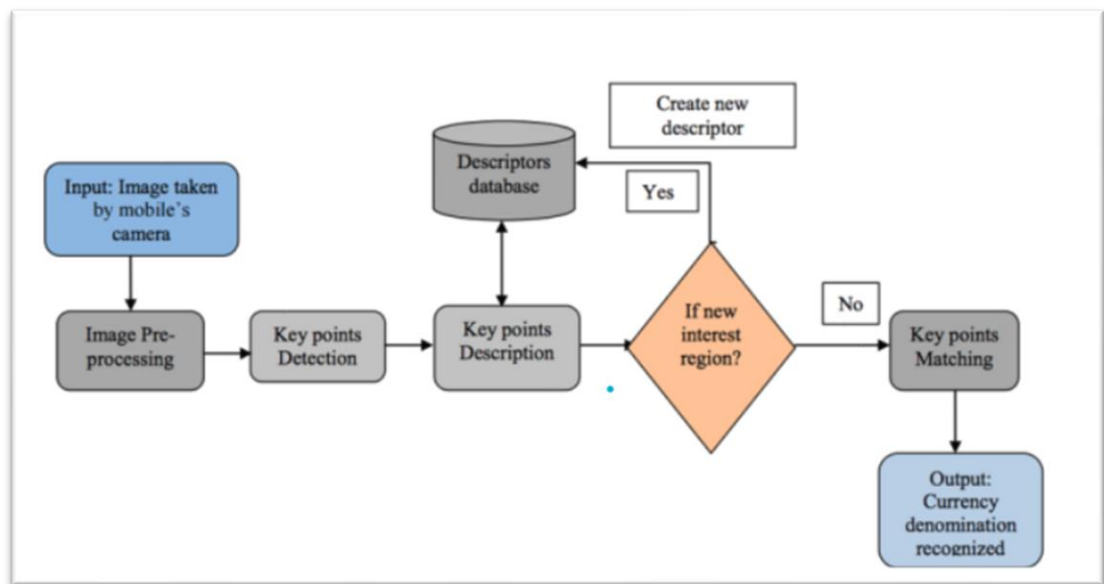 Create new
descriptor
Descriptors
database
Yes
Input: Image taken
by mobile's
camera
If new
interest
region?
No
Image Pre-
processing
Key points
Detection
Key points
Description
Key points
Matching
Output:
Currency
denomination
recognized